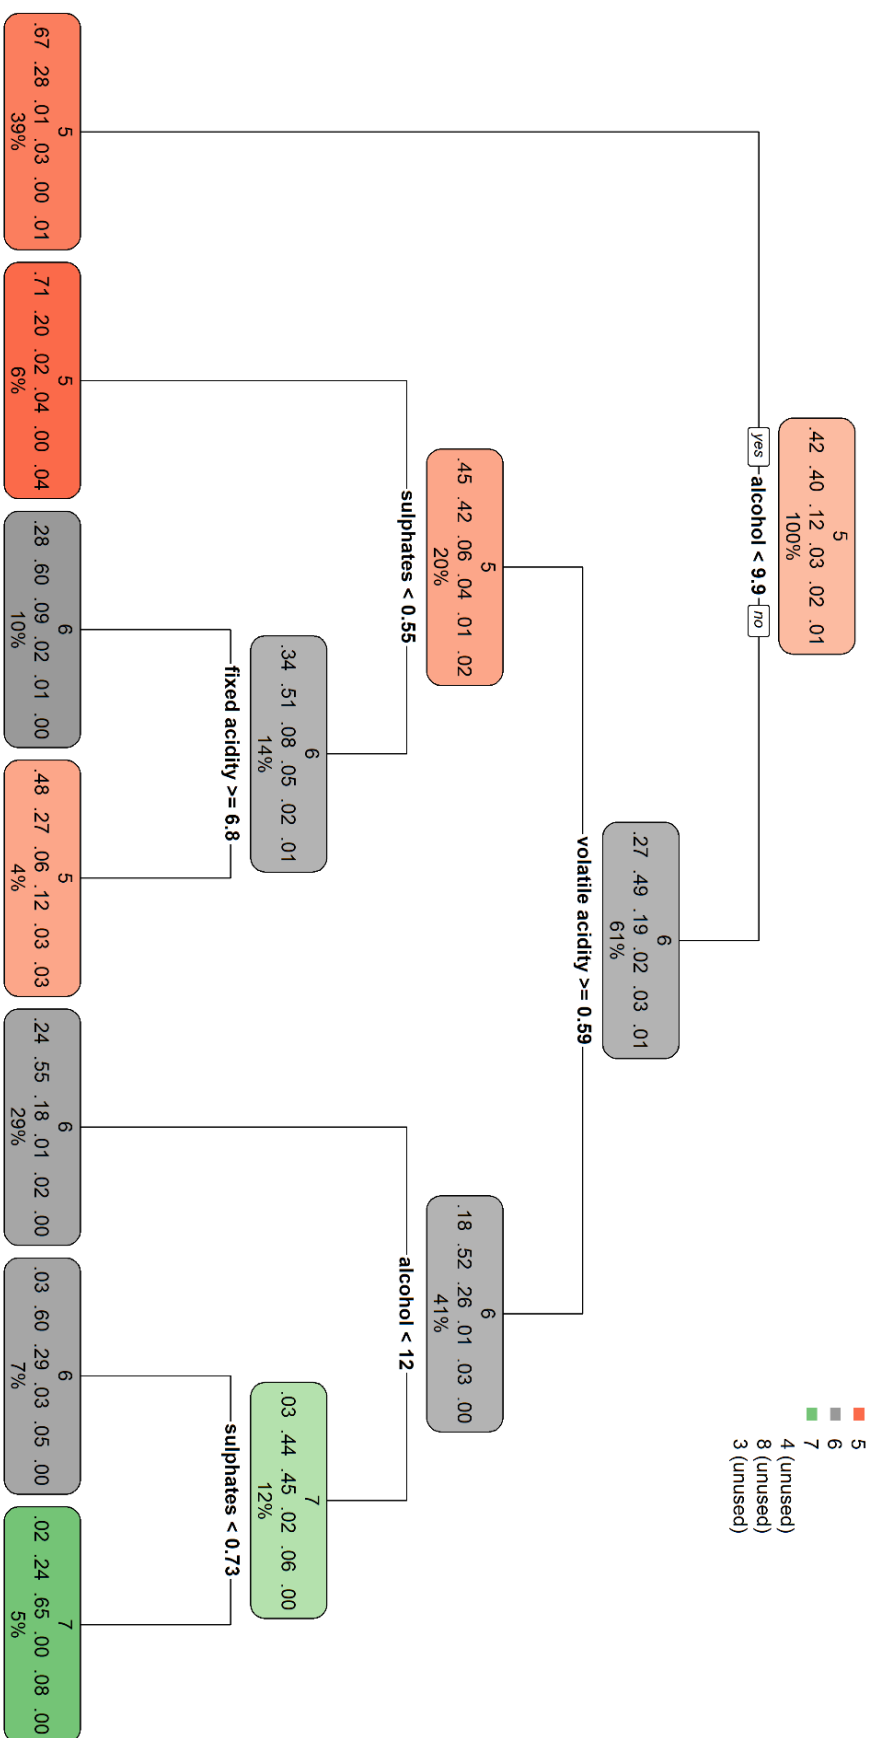 5
6
7
4 (unused)
8 (unused)
3 (unused)
5
.42 .40 .12 .03 .02 .01
100%
yes
alcohol < 9.9
no
6
.27 .49 .19 .02 .03 .01
61%
volatile acidity >= 0.59
5
.45 .42 .06 .04 .01 .02
20%
6
.18 .52 .26 .01 .03 .00
41%
sulphates < 0.55
alcohol < 12
6
.34 .51 .08 .05 .02 .01
14%
7
.03 .44 .45 .02 .06 .00
12%
fixed acidity >= 6.8
sulphates < 0.73
5
.67 .28 .01 .03 .00 .01
39%
5
.71 .20 .02 .04 .00 .04
6%
6
.28 .60 .09 .02 .01 .00
10%
5
.48 .27 .06 .12 .03 .03
4%
6
.24 .55 .18 .01 .02 .00
29%
6
.03 .60 .29 .03 .05 .00
7%
7
.02 .24 .65 .00 .08 .00
5%